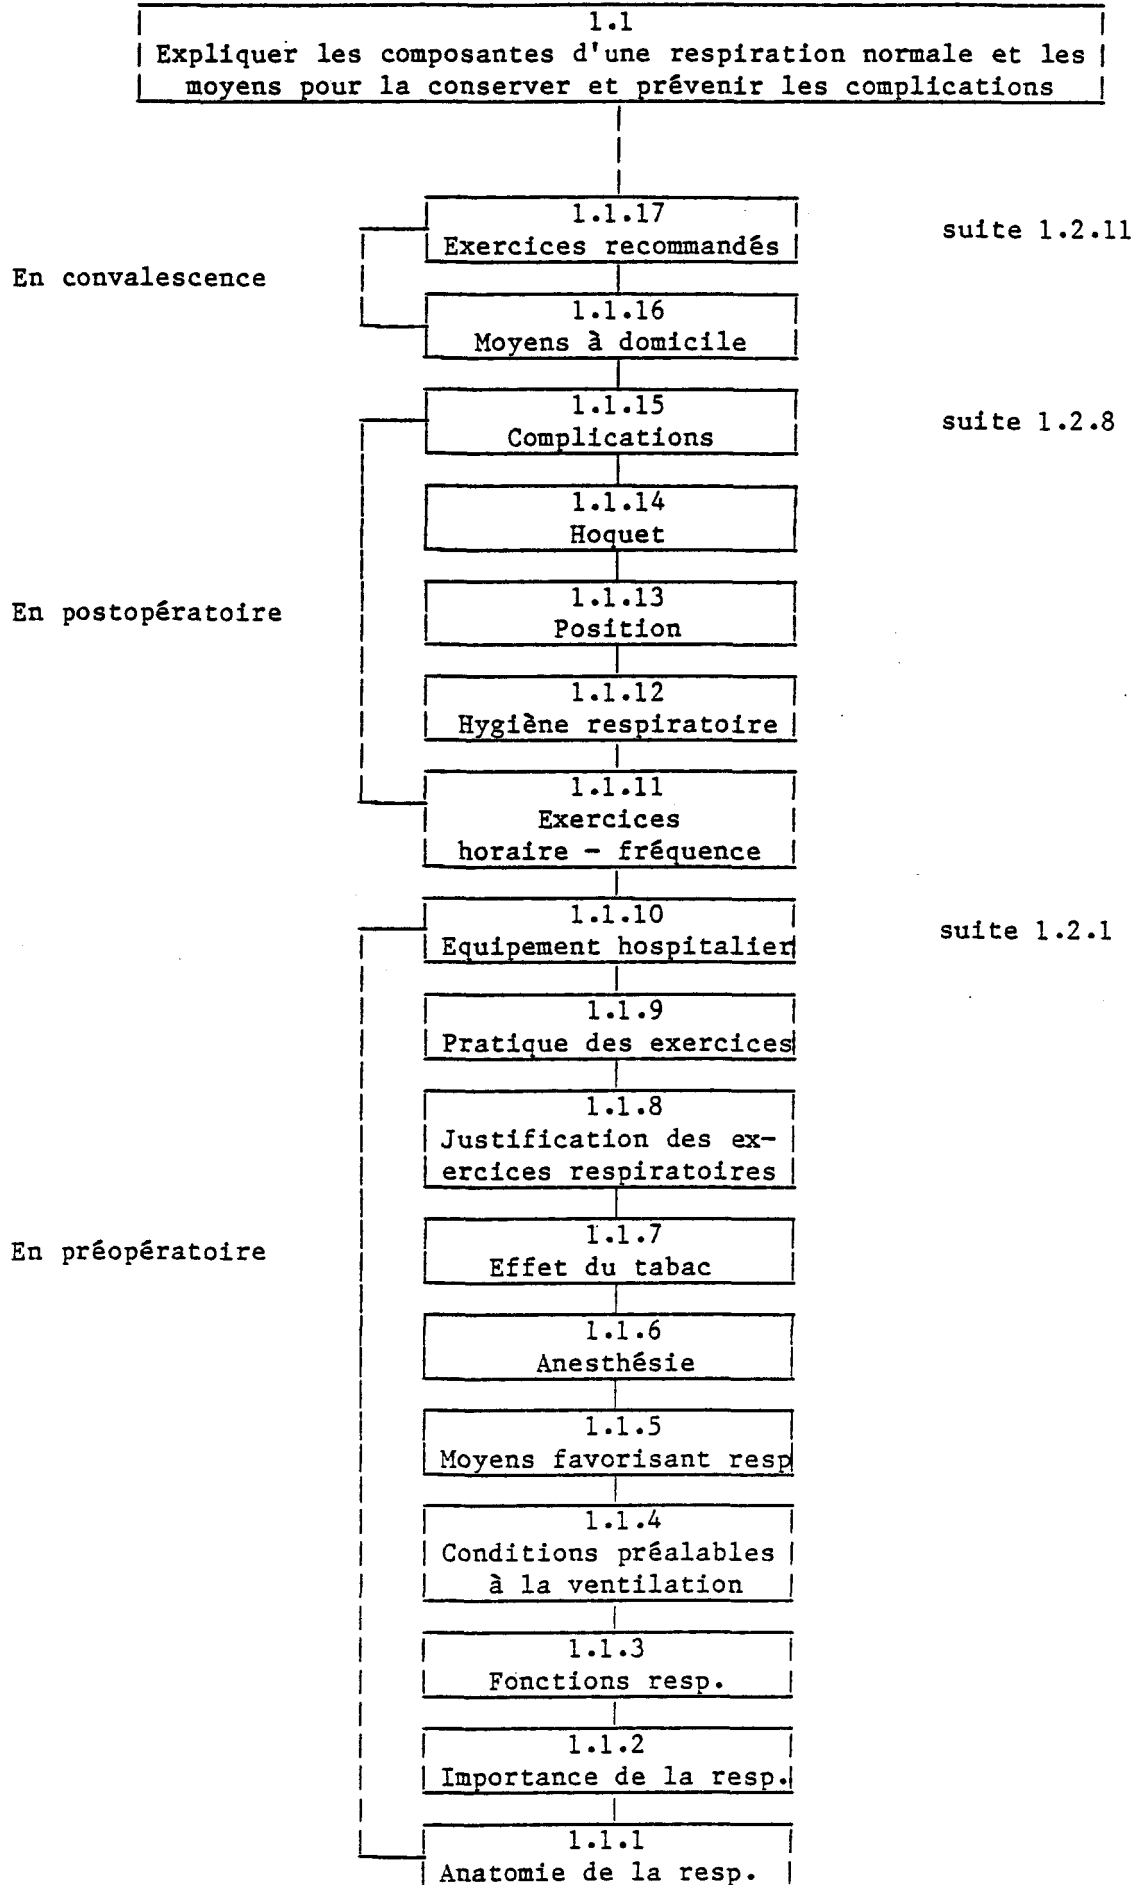 1.1
Expliquer les composantes d'une respiration normale et les
moyens pour la conserver et prévenir les complications
1.1.17
Exercices recommandés
suite 1.2.11
En convalescence
1.1.16
Moyens à domicile
1.1.15
Complications
suite 1.2.8
1.1.14
Hoquet
En postopératoire
1.1.13
Position
1.1.12
Hygiène respiratoire
1.1.11
Exercices
horaire - fréquence
1.1.10
Equipement hospitalier
suite 1.2.1
1.1.9
Pratique des exercices
1.1.8
Justification des ex-
ercices respiratoires
En préopératoire
1.1.7
Effet du tabac
1.1.6
Anesthésie
1.1.5
Moyens favorisant resp
1.1.4
Conditions préalables
à la ventilation
1.1.3
Fonctions resp.
1.1.2
Importance de la resp.
1.1.1
Anatomie de la resp.